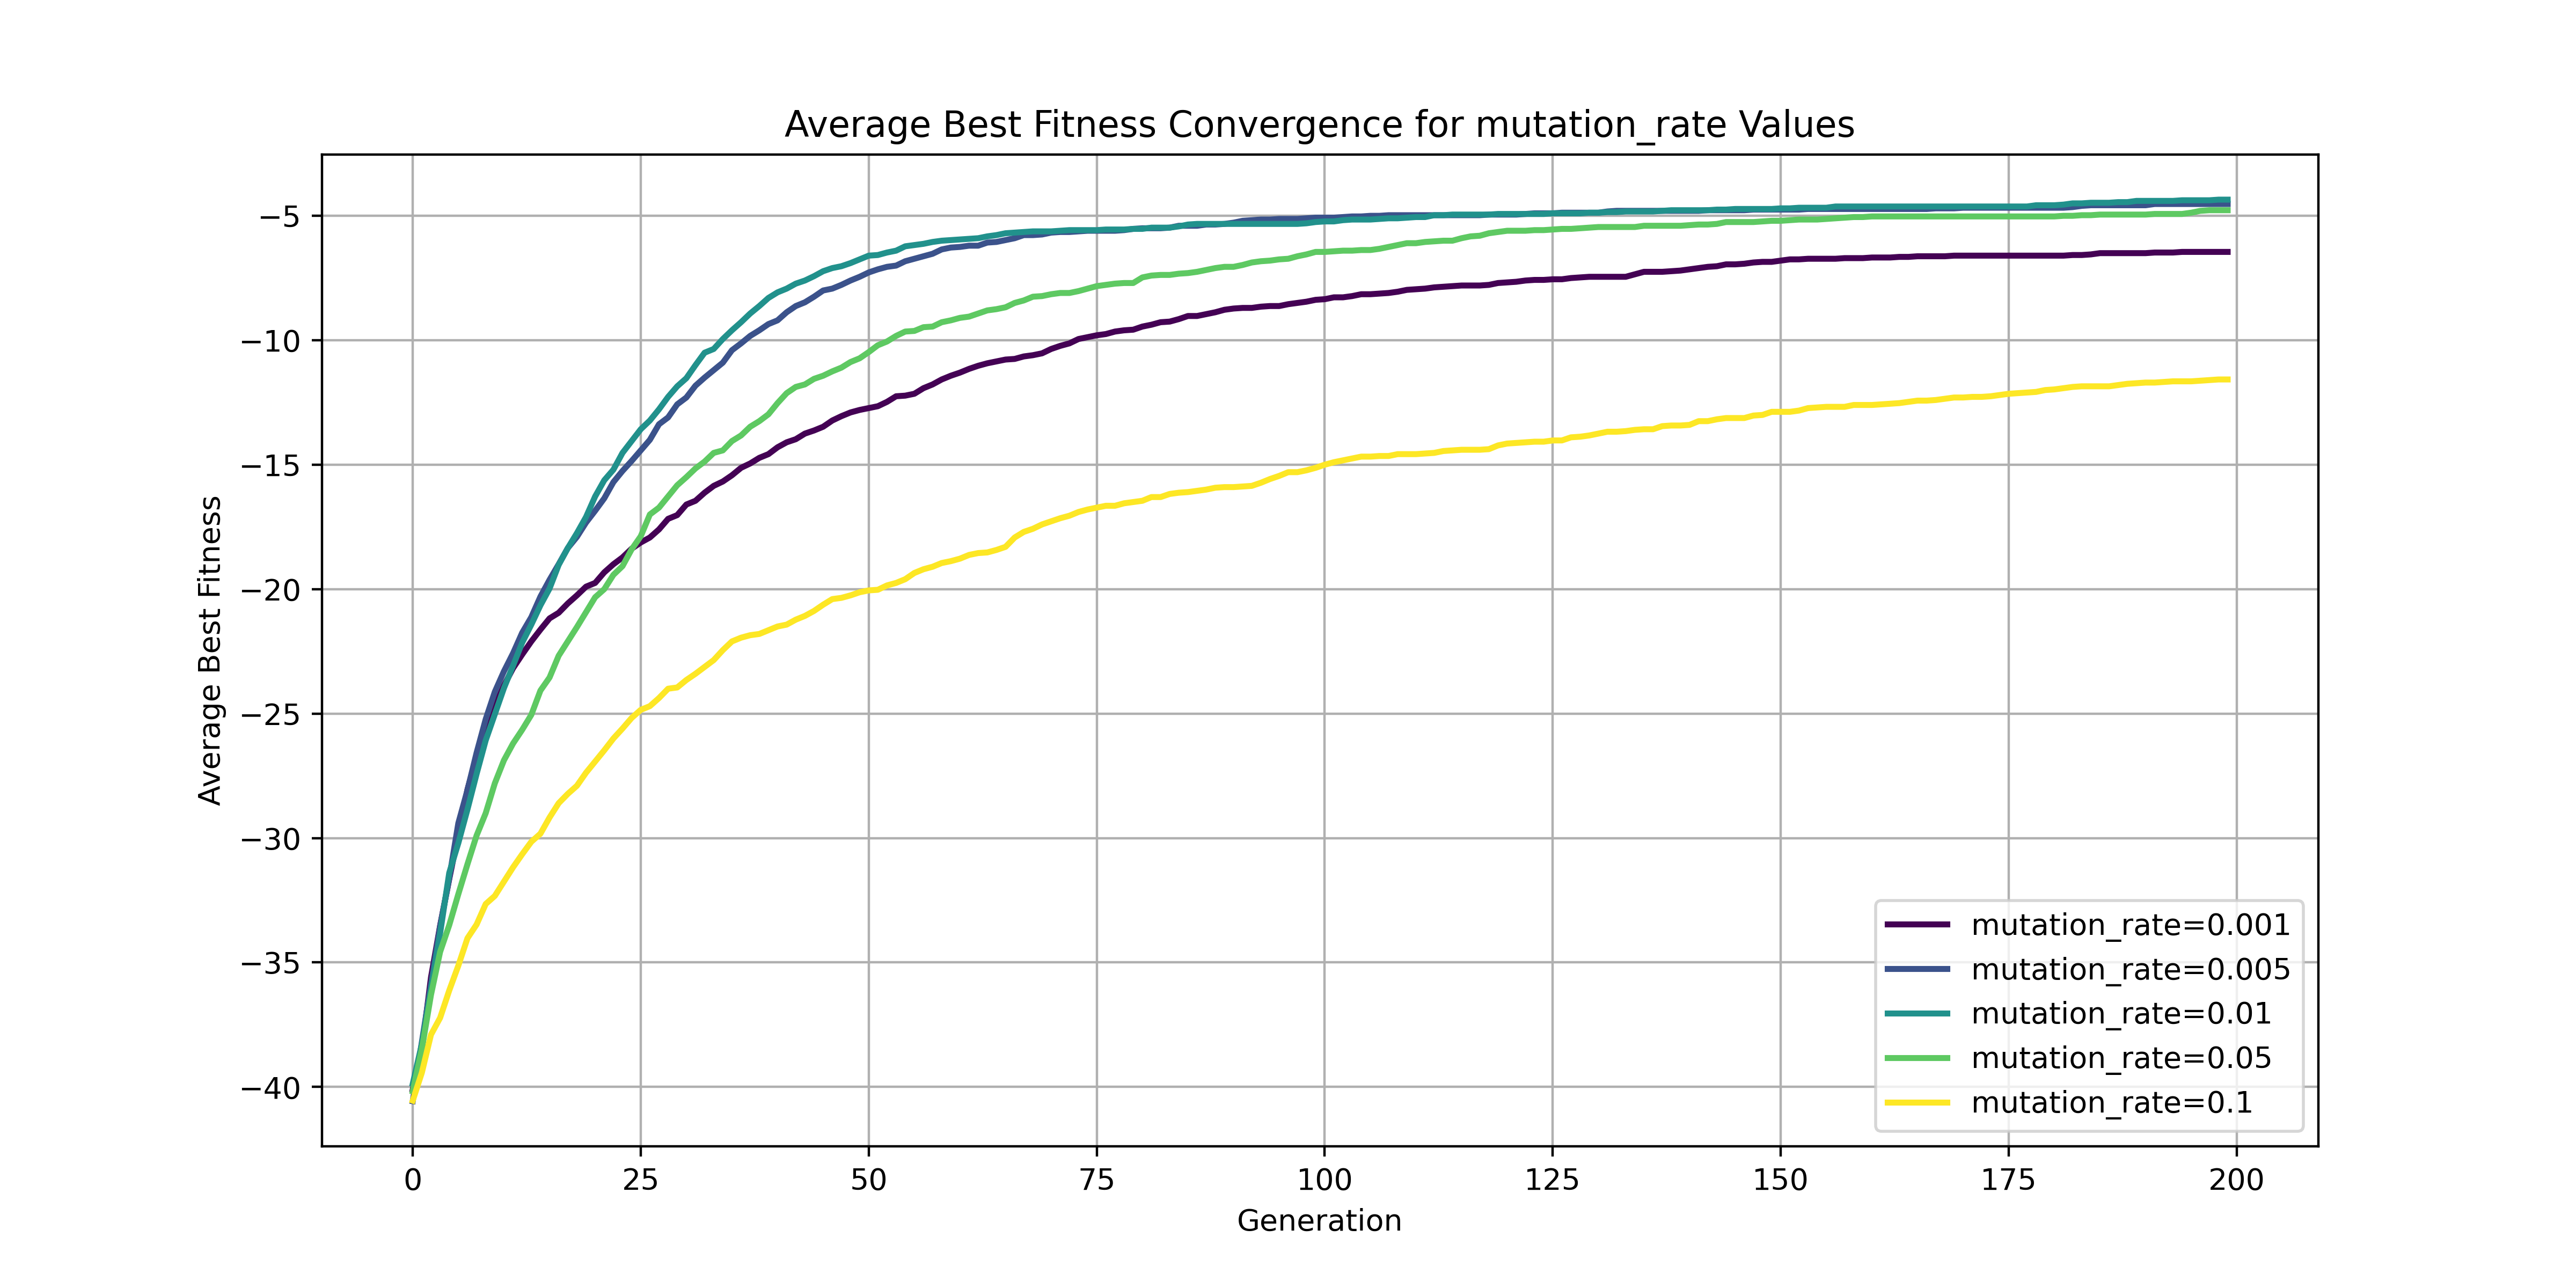 Average Best Fitness Convergence for mutation_rate Values
Average Best Fitness
−5
−10
−15
−20
−25
−30
−35
−40
mutation_rate=0.001
mutation_rate=0.005
mutation_rate=0.01
mutation_rate=0.05
mutation_rate=0.1
0 25 50 75 100 125 150 175 200
Generation